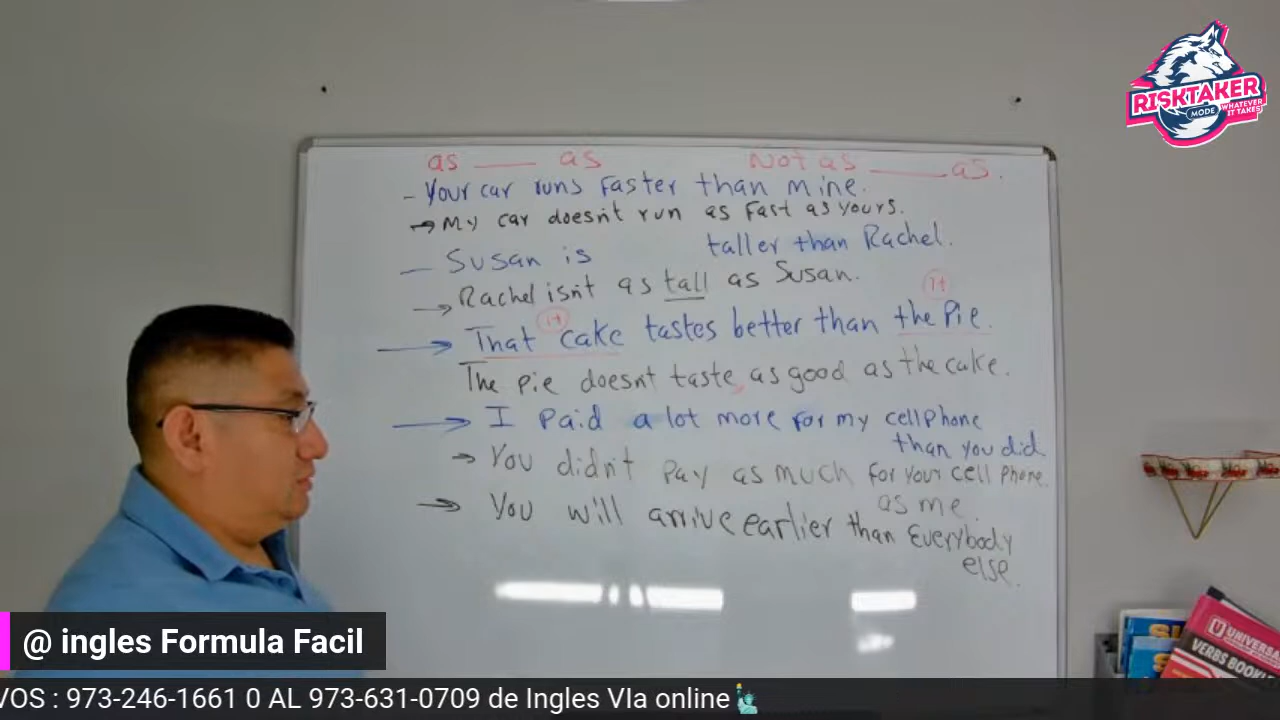 RISKTAKER
MODE
WHATEVER
IT TAKES!
as ____ as
Not as ____ as.
- Your car runs faster than mine.
→ My car doesn't run as fast as yours.
- Susan is taller than Rachel.
→ Rachel isn't as tall as Susan.
it
it
→ That cake tastes better than the Pie.
The pie doesn't taste as good as the cake.
→ I Paid a lot more for my cellphone
than you did.
→ You didn't Pay as much for your cell phone.
as me.
→ You will arrive earlier than Everybody
else.
UNIVERSA
VERBS BOOKL
@ ingles Formula Facil
VOS : 973-246-1661 0 AL 973-631-0709 de Ingles VIa online🗽